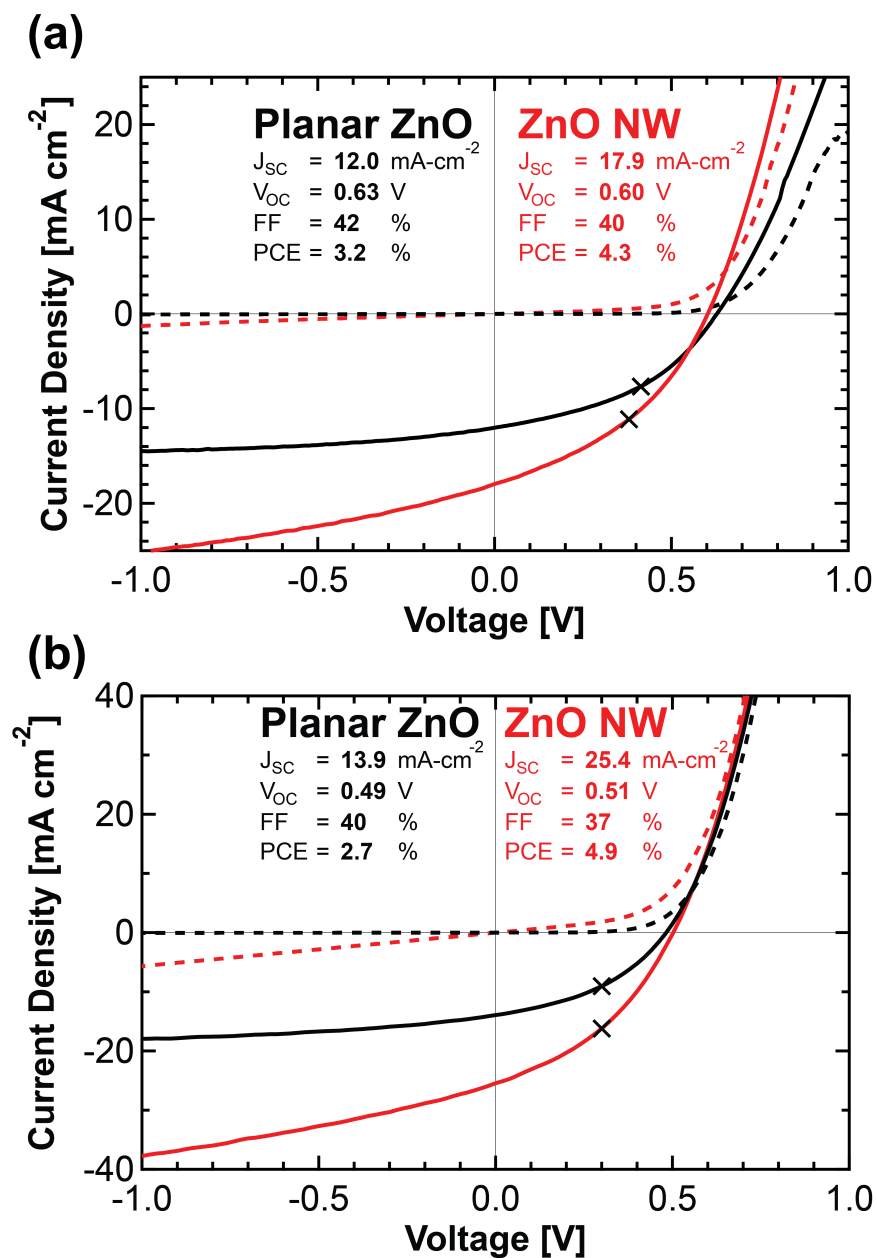 (a)
Planar ZnO ZnO NW
J_SC = 12.0 mA-cm^-2 J_SC = 17.9 mA-cm^-2
V_OC = 0.63 V V_OC = 0.60 V
FF = 42 % FF = 40 %
PCE = 3.2 % PCE = 4.3 %
20
10
0
-10
-20
Current Density [mA cm^-2]
-1.0 -0.5 0.0 0.5 1.0
Voltage [V]
(b)
Planar ZnO ZnO NW
J_SC = 13.9 mA-cm^-2 J_SC = 25.4 mA-cm^-2
V_OC = 0.49 V V_OC = 0.51 V
FF = 40 % FF = 37 %
PCE = 2.7 % PCE = 4.9 %
40
20
0
-20
-40
Current Density [mA cm^-2]
-1.0 -0.5 0.0 0.5 1.0
Voltage [V]